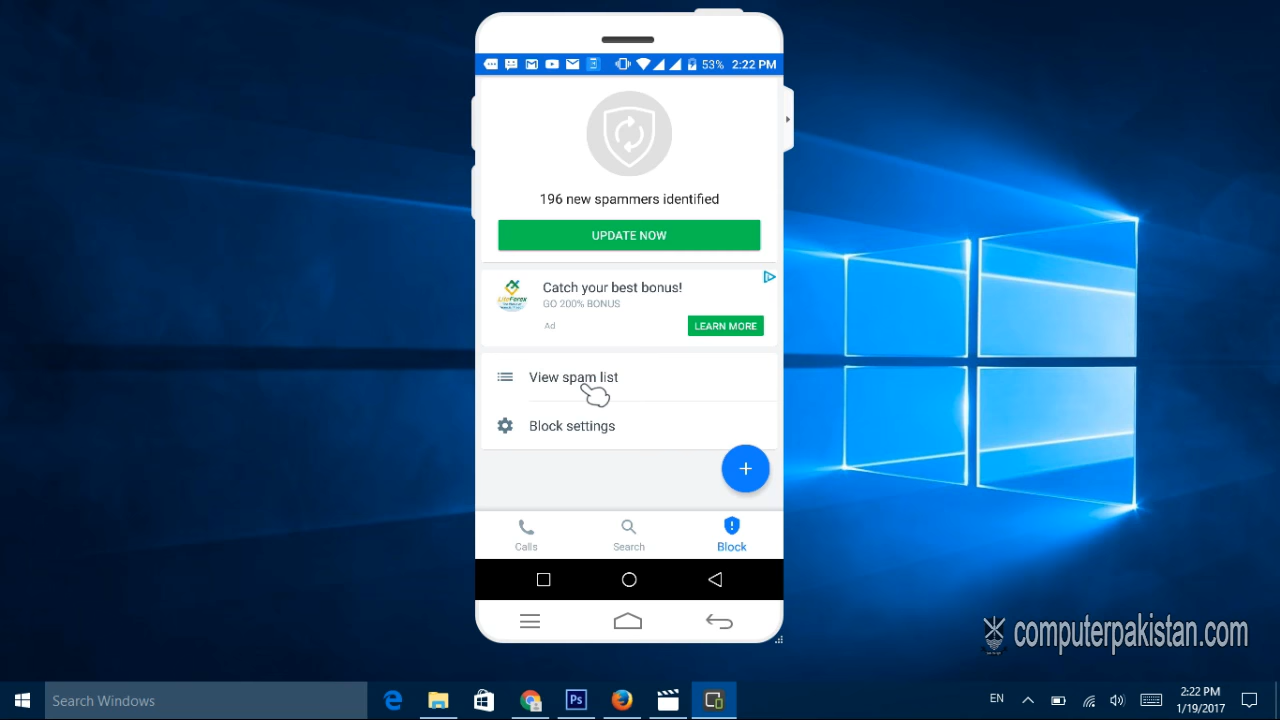 53% 2:22 PM
196 new spammers identified
UPDATE NOW
Catch your best bonus!
GO 200% BONUS
Ad
LEARN MORE
View spam list
Block settings
Calls
Search
Block
computerpakistan.com
Search Windows
Ps
EN
2:22 PM
1/19/2017